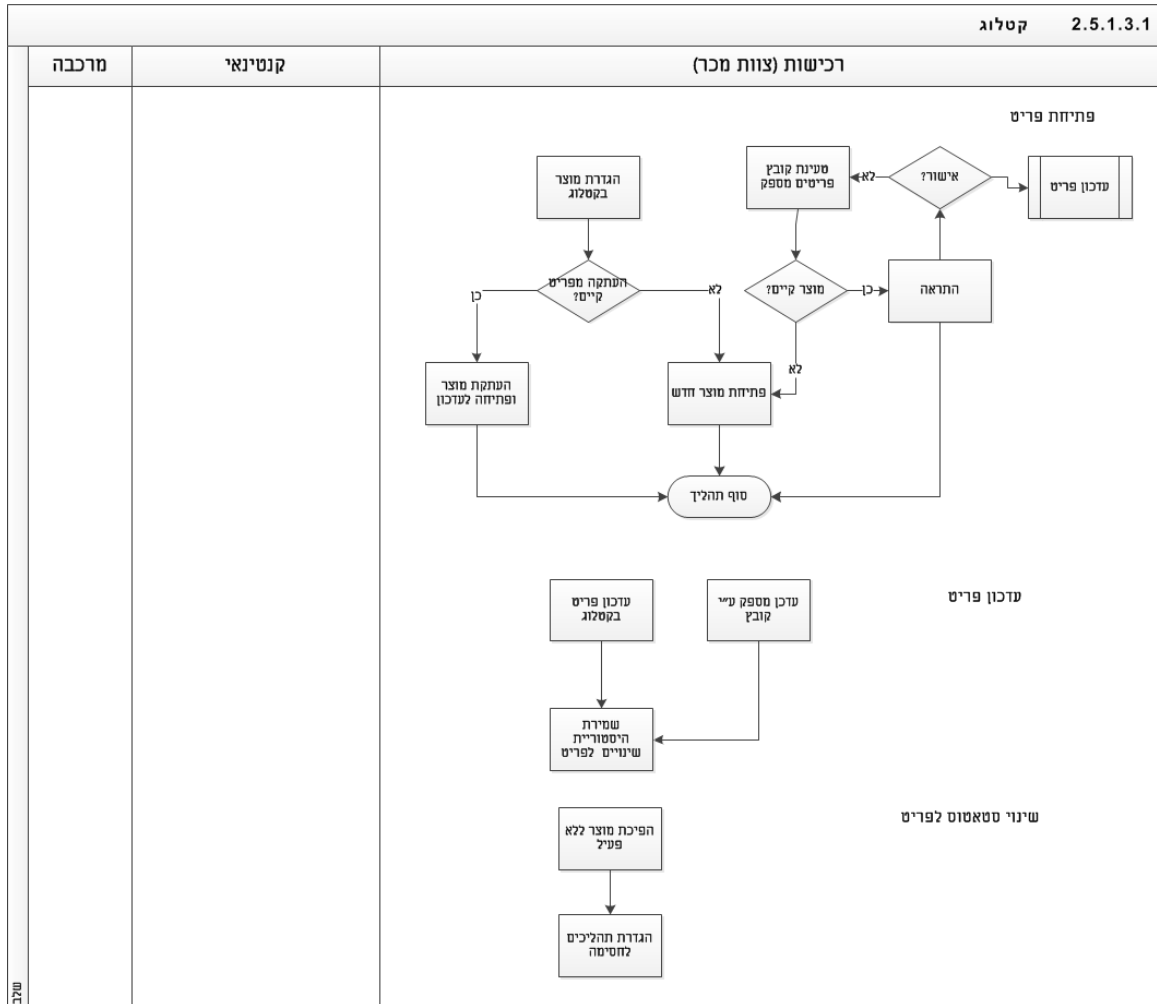 2.5.1.3.1 קטלוג
רכישות (צוות מכר)
קנטינאי
מרכבה
פתיחת פריט
עדכון פריט
אישור?
לא
טעינת קובץ
פריטים מספק
הגדרת מוצר
בקטלוג
התראה
כן
מוצר קיים?
לא
העתקה מפריט
קיים?
לא
כן
פתיחת מוצר חדש
העתקת מוצר
ופתיחה לעדכון
סוף תהליך
עדכון פריט
עדכן מספק ע"י
קובץ
עדכון פריט
בקטלוג
שמירת
היסטוריית
שינויים לפריט
שינוי סטאטוס לפריט
הפיכת מוצר ללא
פעיל
הגדרת תהליכים
לחסימה
שלב